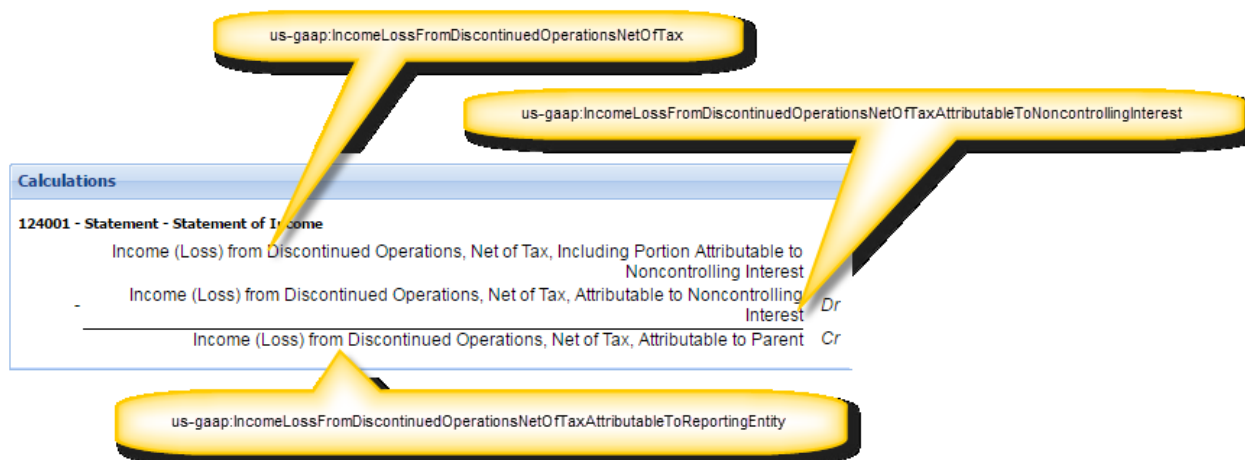 us-gaap:IncomeLossFromDiscontinuedOperationsNetOfTax
us-gaap:IncomeLossFromDiscontinuedOperationsNetOfTaxAttributableToNoncontrollingInterest
Calculations
124001 - Statement - Statement of Income
Income (Loss) from Discontinued Operations, Net of Tax, Including Portion Attributable to
Noncontrolling Interest
- Income (Loss) from Discontinued Operations, Net of Tax, Attributable to Noncontrolling
Interest Dr
Income (Loss) from Discontinued Operations, Net of Tax, Attributable to Parent Cr
us-gaap:IncomeLossFromDiscontinuedOperationsNetOfTaxAttributableToReportingEntity